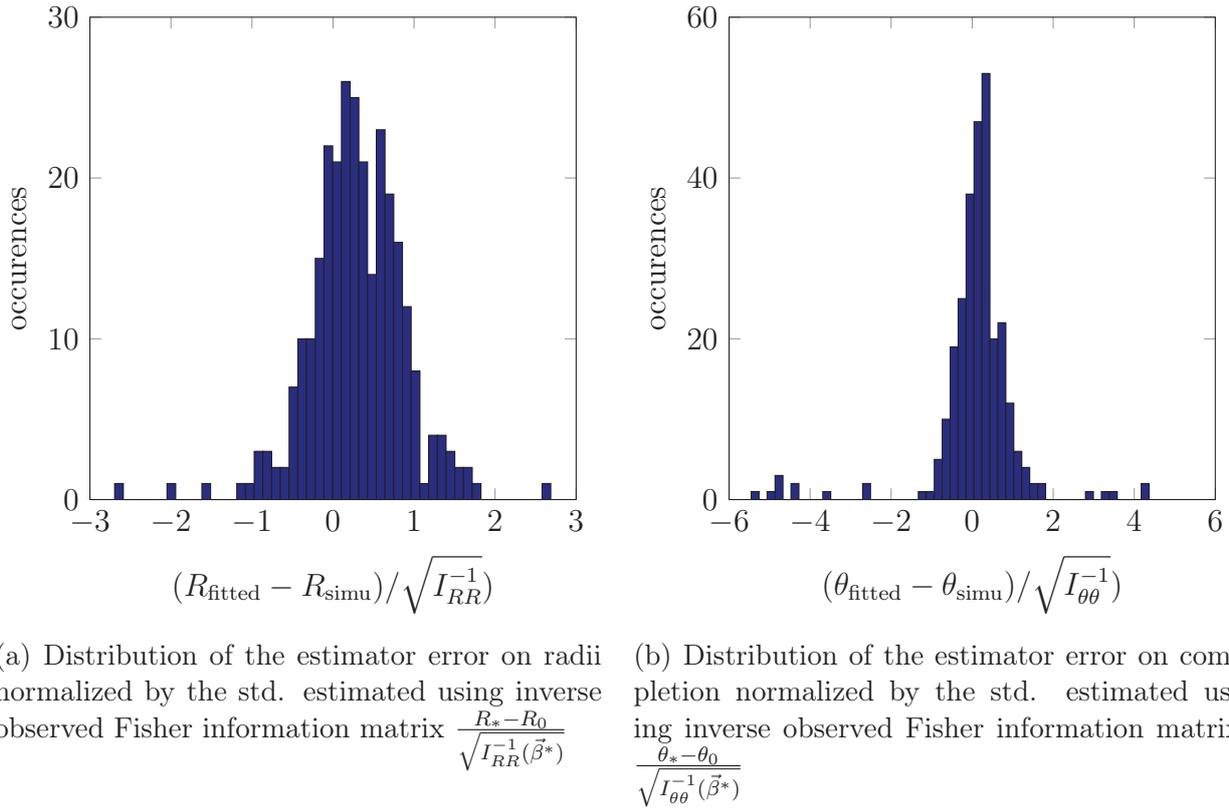 30
20
10
0
occurences
−3 −2 −1 0 1 2 3
(R_fitted − R_simu)/√(I_RR^−1))
60
40
20
0
occurences
−6 −4 −2 0 2 4 6
(θ_fitted − θ_simu)/√(I_θθ^−1))
(a) Distribution of the estimator error on radii
normalized by the std. estimated using inverse
observed Fisher information matrix (R_*−R_0)/√(I_RR^−1(β⃗*))
(b) Distribution of the estimator error on com-
pletion normalized by the std. estimated us-
ing inverse observed Fisher information matrix
(θ_*−θ_0)/√(I_θθ^−1(β⃗*))